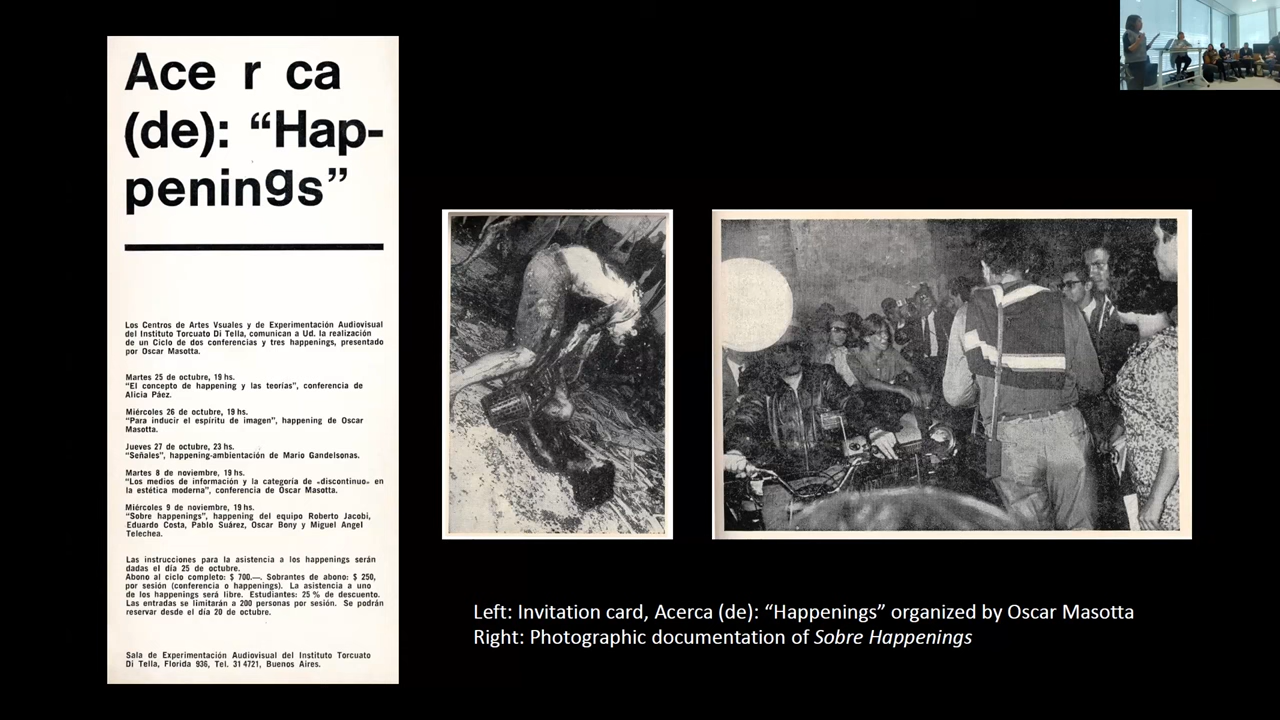 Ace r ca
(de): “Hap-
penings”
Los Centros de Artes Vsuales y de Experimentación Audiovisual
del Instituto Torcuato Di Tella, comunican a Ud. la realización
de un Ciclo de dos conferencias y tres happenings, presentado
por Oscar Masotta.
Martes 25 de octubre, 19 hs.
“El concepto de happening y las teorías”, conferencia de
Alicia Páez.
Miércoles 26 de octubre, 19 hs.
“Para inducir el espíritu de imagen”, happening de Oscar
Masotta.
Jueves 27 de octubre, 23 hs.
“Señales”, happening-ambientación de Mario Gandelsonas.
Martes 8 de noviembre, 19 hs.
“Los medios de información y la categoría de «discontinuo» en
la estética moderna”, conferencia de Oscar Masotta.
Miércoles 9 de noviembre, 19 hs.
“Sobre happenings”, happening del equipo Roberto Jacobi,
Eduardo Costa, Pablo Suárez, Oscar Bony y Miguel Angel
Telechea.
Las instrucciones para la asistencia a los happenings serán
dadas el día 25 de octubre.
Abono al ciclo completo: $ 700.—. Sobrantes de abono: $ 250,
por sesión (conferencia o happenings). La asistencia a uno
de los happenings será libre. Estudiantes: 25 % de descuento.
Las entradas se limitarán a 200 personas por sesión. Se podrán
reservar desde el día 20 de octubre.
Sala de Experimentación Audiovisual del Instituto Torcuato
Di Tella, Florida 936, Tel. 31 4721, Buenos Aires.
Left: Invitation card, Acerca (de): “Happenings” organized by Oscar Masotta
Right: Photographic documentation of Sobre Happenings